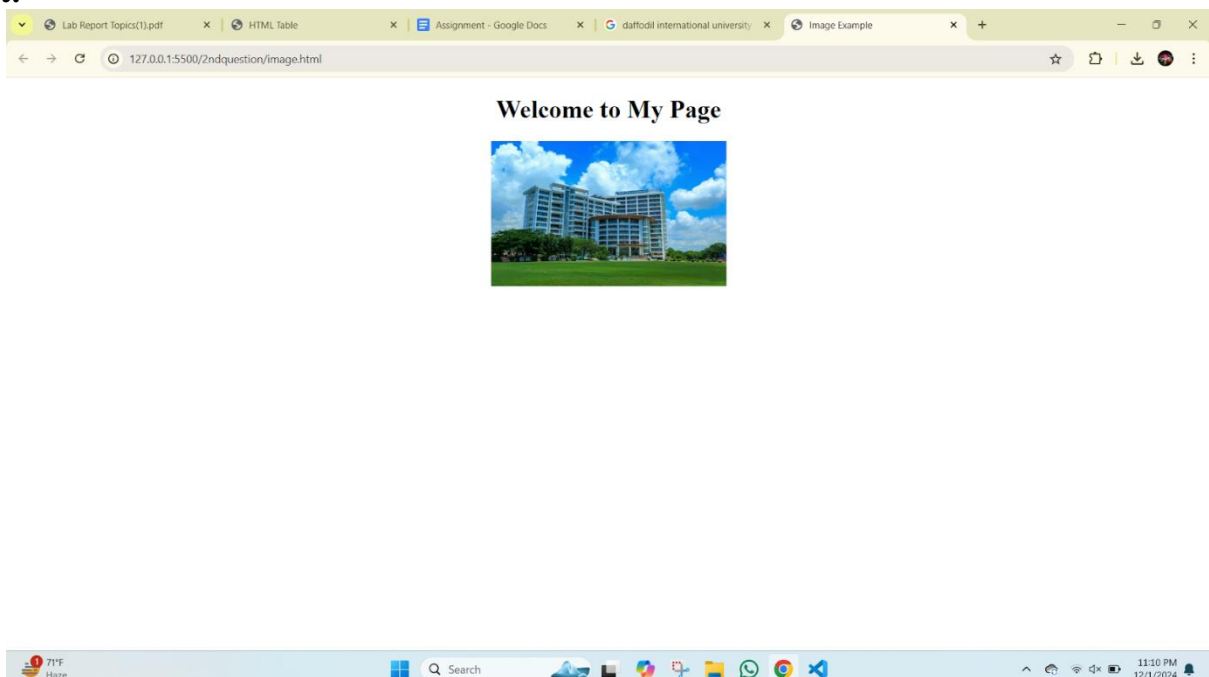 Lab Report Topics(1).pdf HTML Table Assignment - Google Docs daffodil international university Image Example
127.0.0.1:5500/2ndquestion/image.html
Welcome to My Page
1
71°F
Haze
Search
11:10 PM
12/1/2024